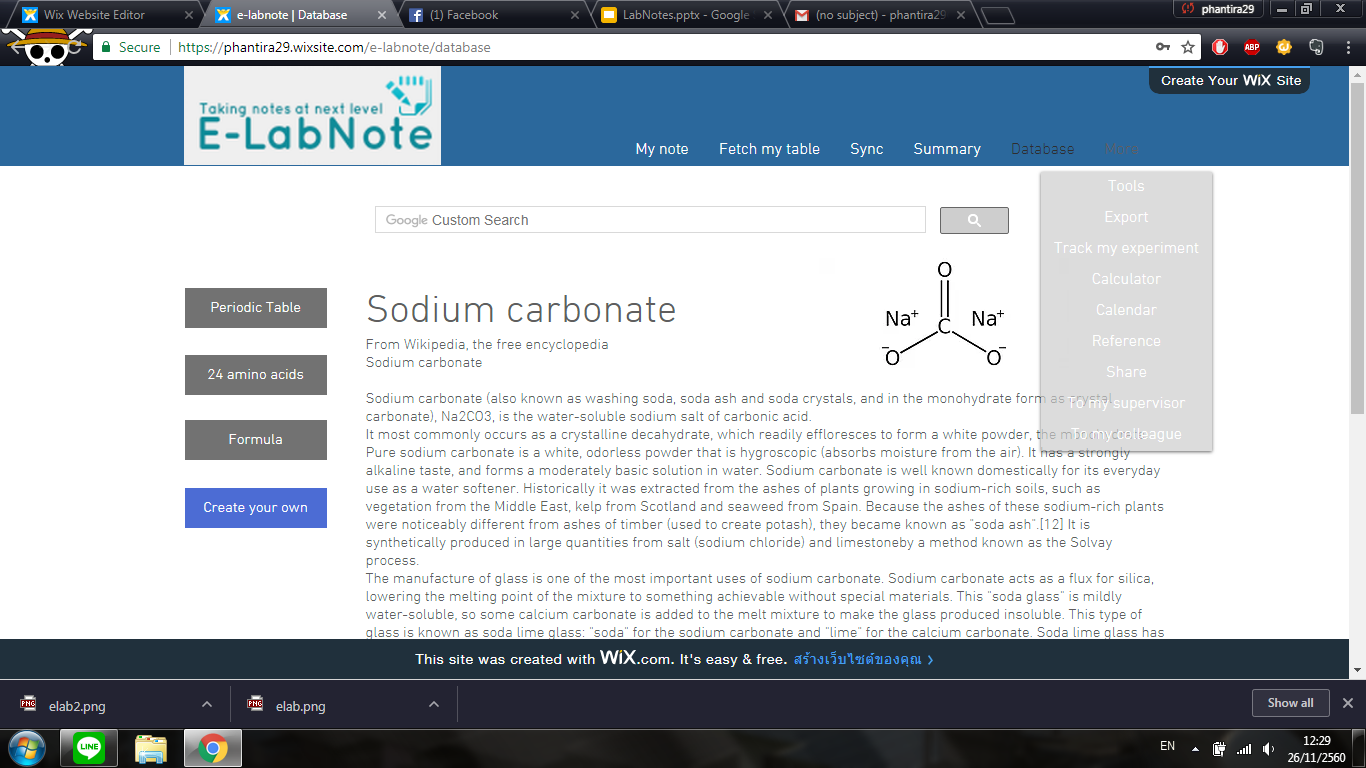 Wix Website Editor
e-labnote | Database
(1) Facebook
LabNotes.pptx - Google
(no subject) - phantira29
phantira29
Secure
https://phantira29.wixsite.com/e-labnote/database
ABP
Create Your WiX Site
Taking notes at next level
E-LabNote
My note
Fetch my table
Sync
Summary
Database
More
Tools
Export
Track my experiment
Calculator
Calendar
Reference
Share
To my supervisor
To my colleague
Google Custom Search
Periodic Table
24 amino acids
Formula
Create your own
Sodium carbonate
O
Na+
C
Na+
−O
O−
From Wikipedia, the free encyclopedia
Sodium carbonate
Sodium carbonate (also known as washing soda, soda ash and soda crystals, and in the monohydrate form as crystal
carbonate), Na2CO3, is the water-soluble sodium salt of carbonic acid.
It most commonly occurs as a crystalline decahydrate, which readily effloresces to form a white powder, the
Pure sodium carbonate is a white, odorless powder that is hygroscopic (absorbs moisture from the air). It has a strongly
alkaline taste, and forms a moderately basic solution in water. Sodium carbonate is well known domestically for its everyday
use as a water softener. Historically it was extracted from the ashes of plants growing in sodium-rich soils, such as
vegetation from the Middle East, kelp from Scotland and seaweed from Spain. Because the ashes of these sodium-rich plants
were noticeably different from ashes of timber (used to create potash), they became known as "soda ash".[12] It is
synthetically produced in large quantities from salt (sodium chloride) and limestoneby a method known as the Solvay
process.
The manufacture of glass is one of the most important uses of sodium carbonate. Sodium carbonate acts as a flux for silica,
lowering the melting point of the mixture to something achievable without special materials. This "soda glass" is mildly
water-soluble, so some calcium carbonate is added to the melt mixture to make the glass produced insoluble. This type of
glass is known as soda lime glass: "soda" for the sodium carbonate and "lime" for the calcium carbonate. Soda lime glass has
This site was created with WiX.com. It's easy & free. สร้างเว็บไซต์ของคุณ >
PNG
elab2.png
PNG
elab.png
Show all
LINE
EN
12:29
26/11/2560